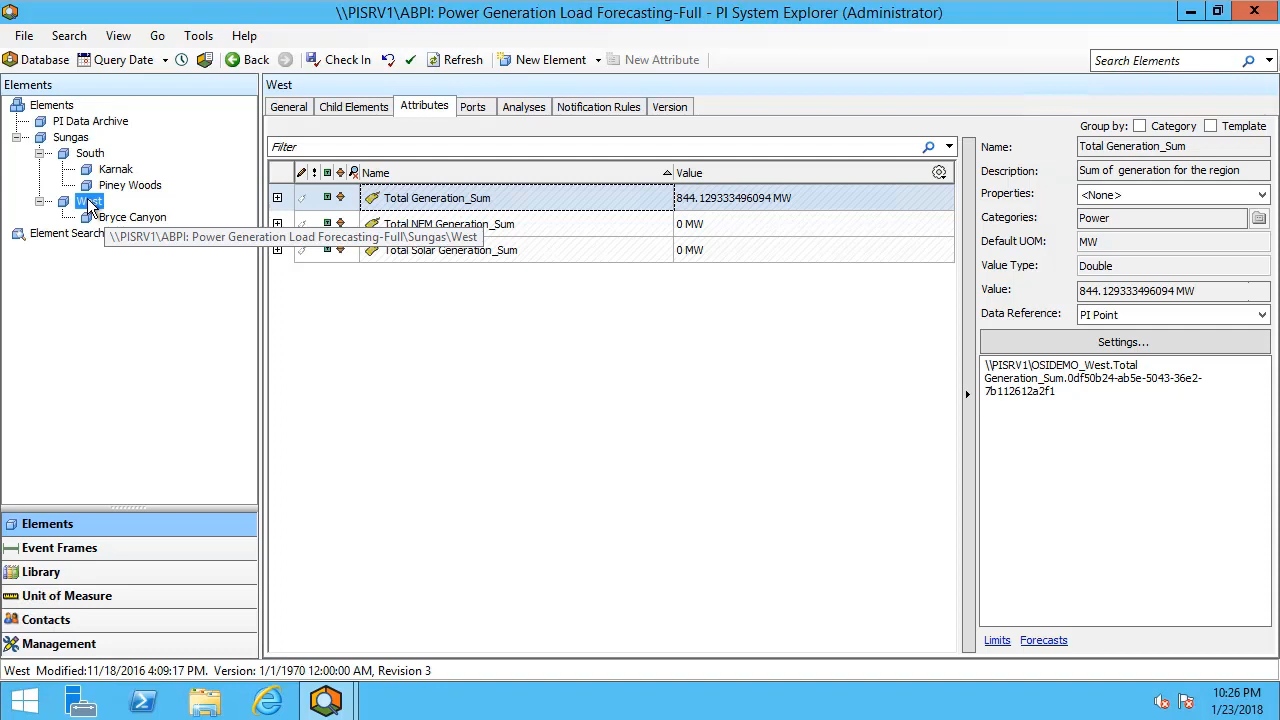 \\PISRV1\ABPI: Power Generation Load Forecasting-Full - PI System Explorer (Administrator)
File Search View Go Tools Help
Database Query Date Back Check In Refresh New Element New Attribute Search Elements
Elements
Elements
PI Data Archive
Sungas
South
Karnak
Piney Woods
West
Bryce Canyon
Element Search
\\PISRV1\ABPI: Power Generation Load Forecasting-Full\Sungas\West
Elements
Event Frames
Library
Unit of Measure
Contacts
Management
West
General Child Elements Attributes Ports Analyses Notification Rules Version
Group by: Category Template
Filter
Name Value
Total Generation_Sum 844.129333496094 MW
Total NEM Generation_Sum 0 MW
Total Solar Generation_Sum 0 MW
Name: Total Generation_Sum
Description: Sum of generation for the region
Properties: <None>
Categories: Power
Default UOM: MW
Value Type: Double
Value: 844.129333496094 MW
Data Reference: PI Point
Settings...
\\PISRV1\OSIDEMO_West.Total
Generation_Sum.0df50b24-ab5e-5043-36e2-
7b112612a2f1
Limits Forecasts
West Modified:11/18/2016 4:09:17 PM. Version: 1/1/1970 12:00:00 AM, Revision 3
10:26 PM
1/23/2018